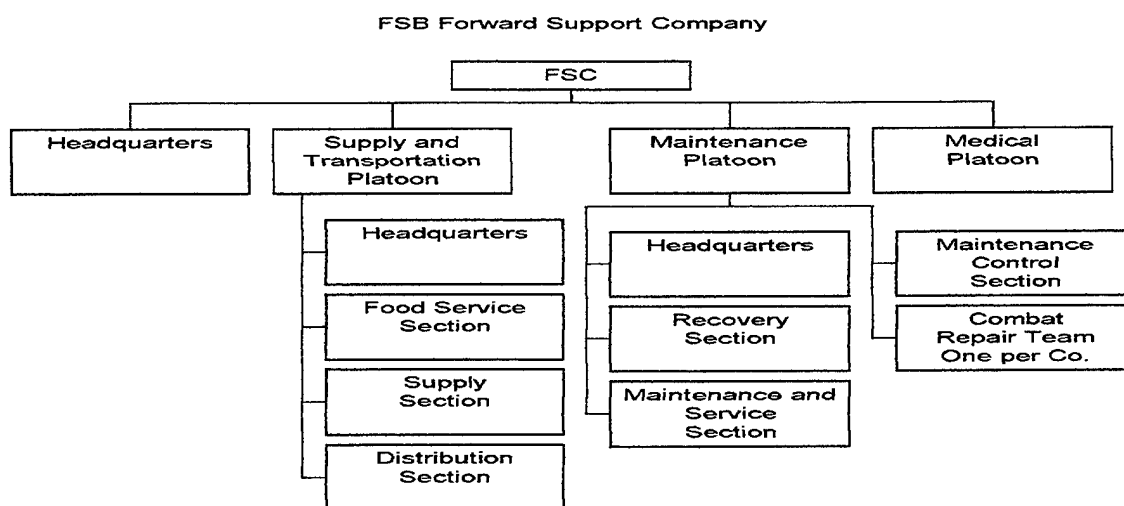 FSB Forward Support Company
FSC
Headquarters
Supply and
Transportation
Platoon
Maintenance
Platoon
Medical
Platoon
Headquarters
Food Service
Section
Supply
Section
Distribution
Section
Headquarters
Recovery
Section
Maintenance and
Service
Section
Maintenance
Control
Section
Combat
Repair Team
One per Co.